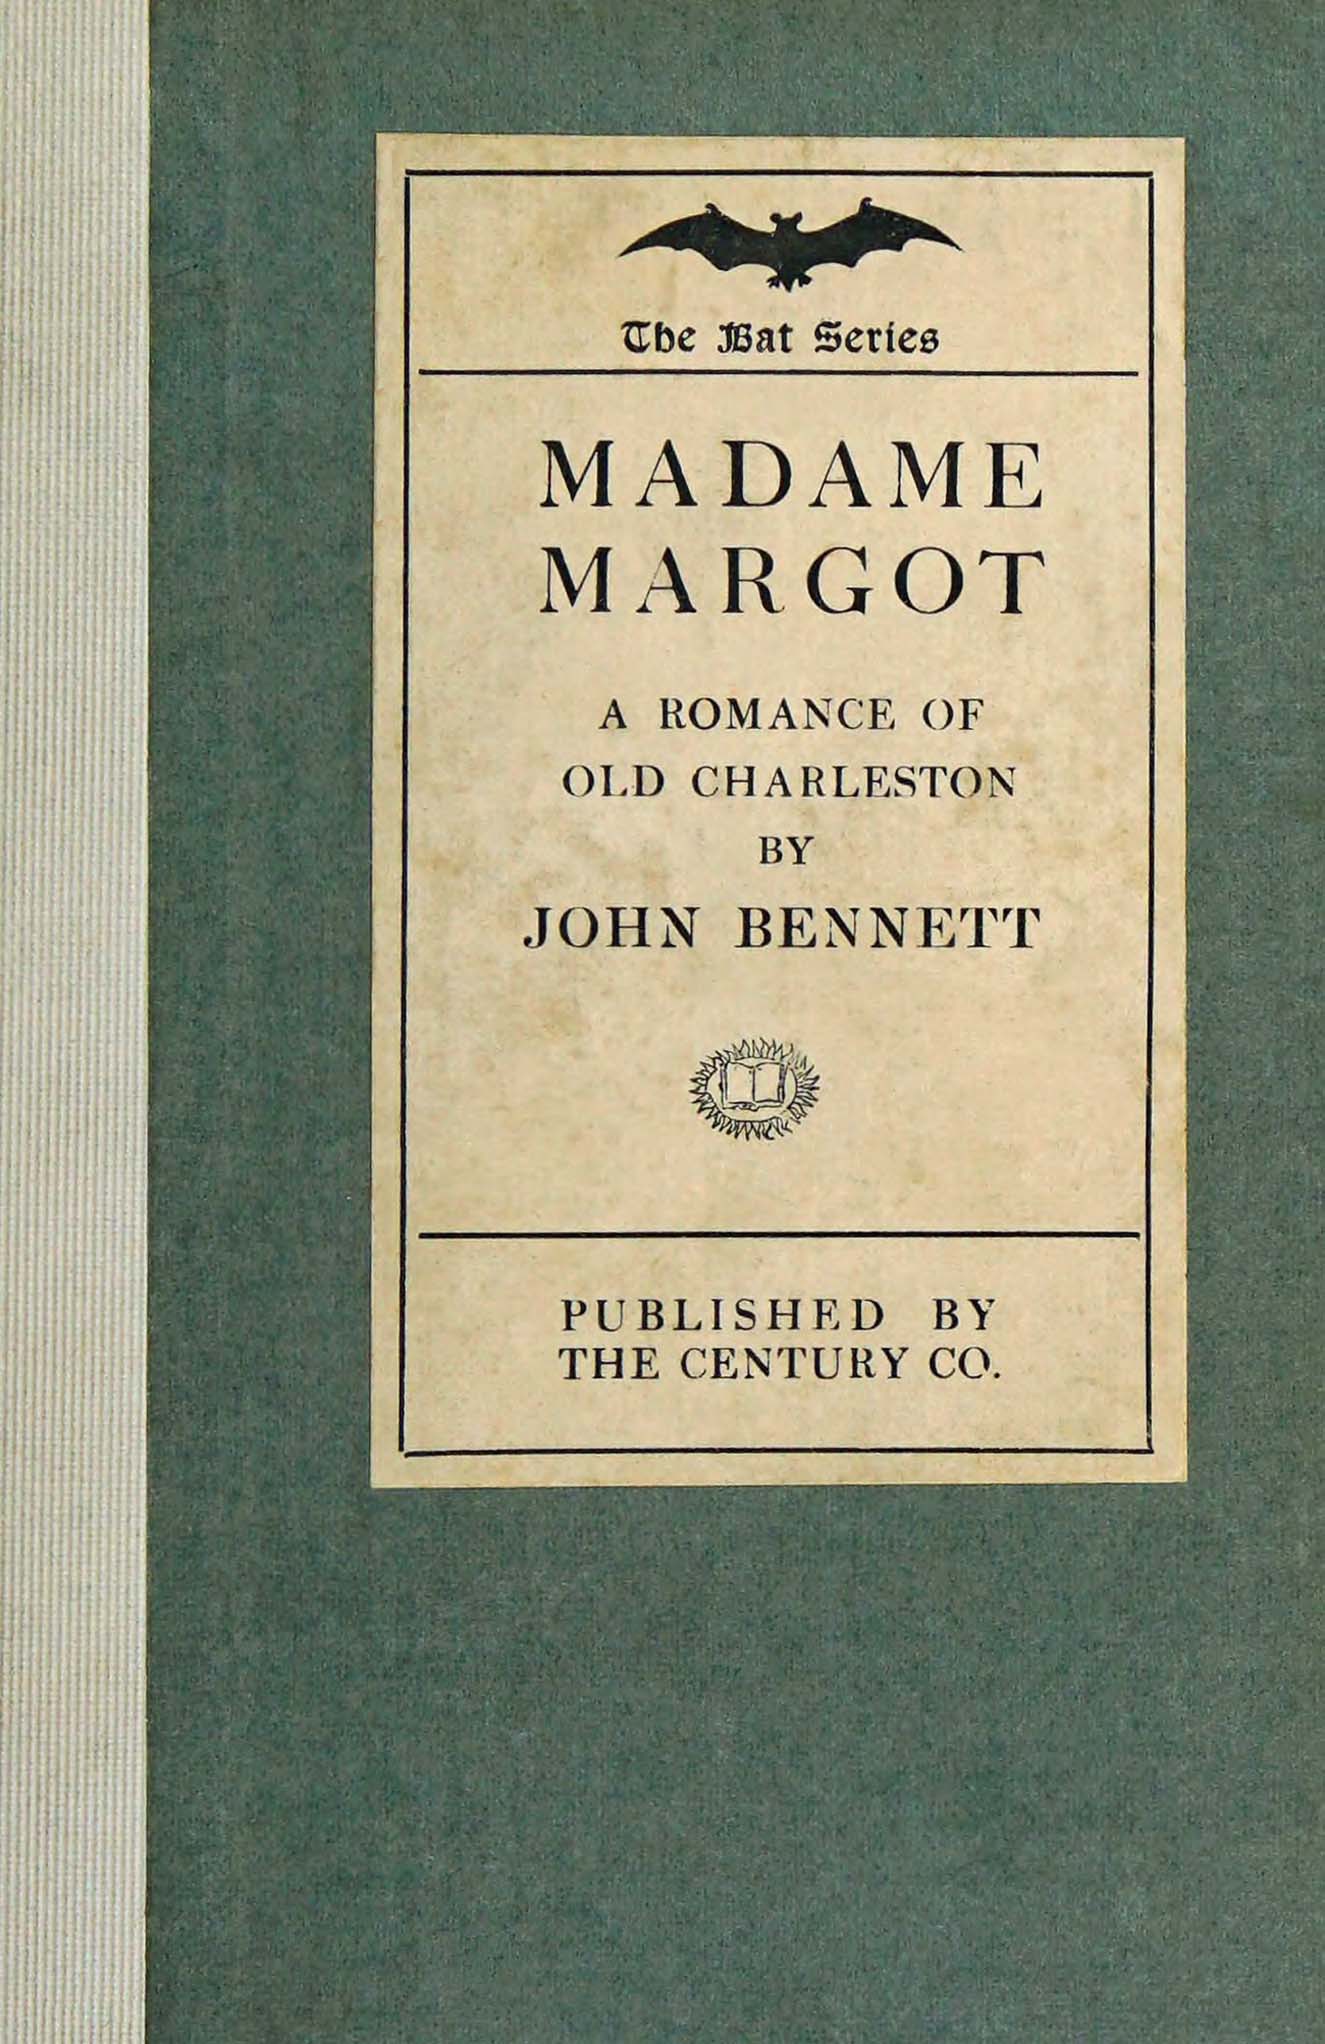 The Bat Series
MADAME
MARGOT
A ROMANCE OF
OLD CHARLESTON
BY
JOHN BENNETT
PUBLISHED BY
THE CENTURY CO.